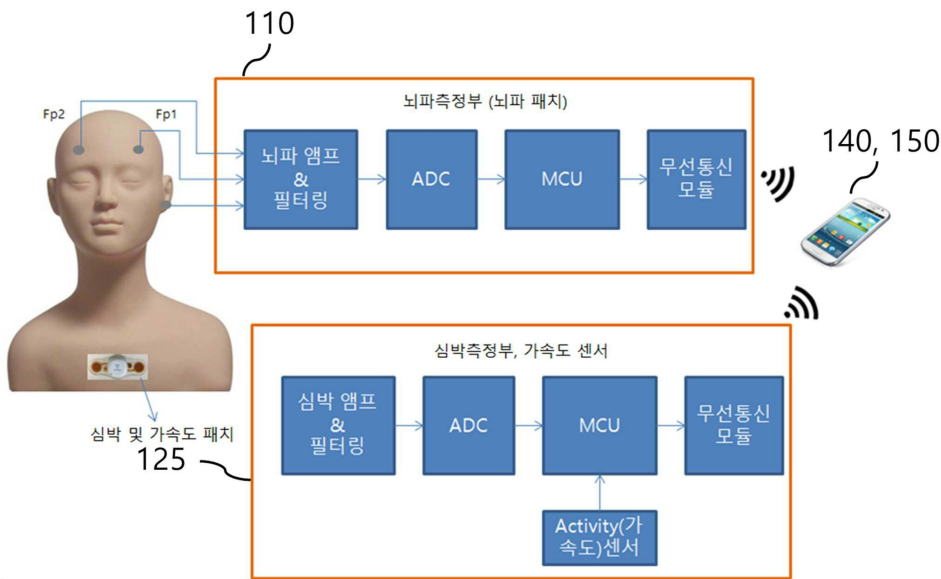 110
뇌파측정부 (뇌파 패치)
Fp2
Fp1
뇌파 앰프
&
필터링
ADC
MCU
무선통신
모듈
140, 150
심박측정부, 가속도 센서
심박 앰프
&
필터링
ADC
MCU
무선통신
모듈
Activity(가
속도)센서
심박 및 가속도 패치
125